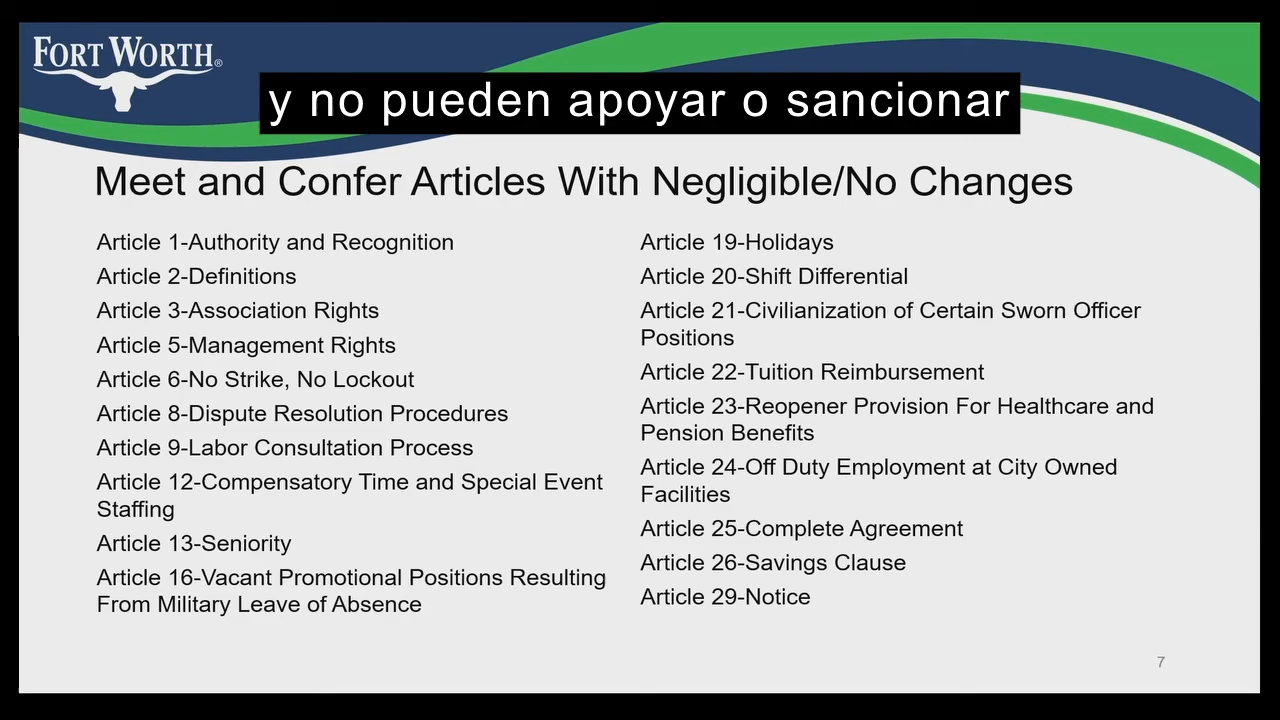 FORT WORTH®
y no pueden apoyar o sancionar
Meet and Confer Articles With Negligible/No Changes
Article 1-Authority and Recognition
Article 2-Definitions
Article 3-Association Rights
Article 5-Management Rights
Article 6-No Strike, No Lockout
Article 8-Dispute Resolution Procedures
Article 9-Labor Consultation Process
Article 12-Compensatory Time and Special Event
Staffing
Article 13-Seniority
Article 16-Vacant Promotional Positions Resulting
From Military Leave of Absence
Article 19-Holidays
Article 20-Shift Differential
Article 21-Civilianization of Certain Sworn Officer
Positions
Article 22-Tuition Reimbursement
Article 23-Reopener Provision For Healthcare and
Pension Benefits
Article 24-Off Duty Employment at City Owned
Facilities
Article 25-Complete Agreement
Article 26-Savings Clause
Article 29-Notice
7